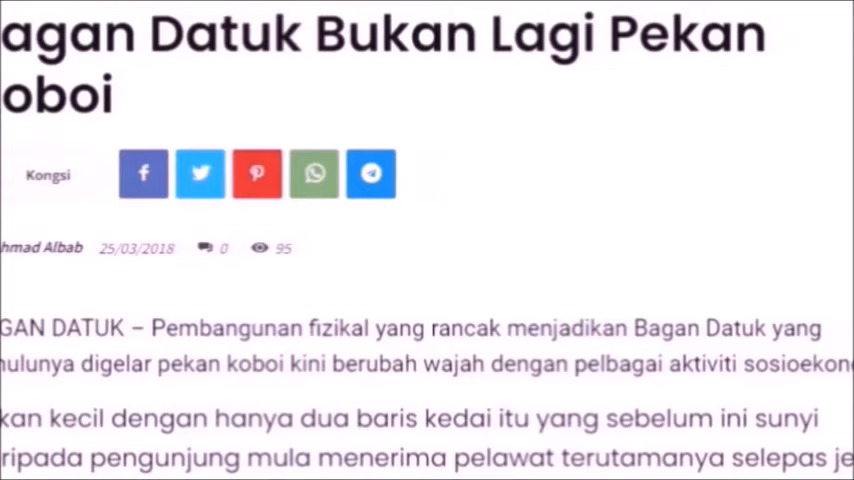 agan Datuk Bukan Lagi Pekan
oboi
Kongsi
hmad Albab 25/03/2018 0 95
GAN DATUK – Pembangunan fizikal yang rancak menjadikan Bagan Datuk yang
hulunya digelar pekan koboi kini berubah wajah dengan pelbagai aktiviti sosioekon
kan kecil dengan hanya dua baris kedai itu yang sebelum ini sunyi
ripada pengunjung mula menerima pelawat terutamanya selepas je